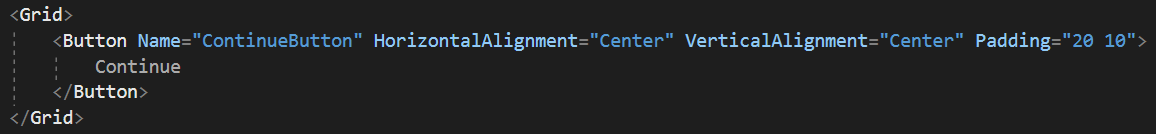 <Grid>
<Button Name="ContinueButton" HorizontalAlignment="Center" VerticalAlignment="Center" Padding="20 10">
Continue
</Button>
</Grid>